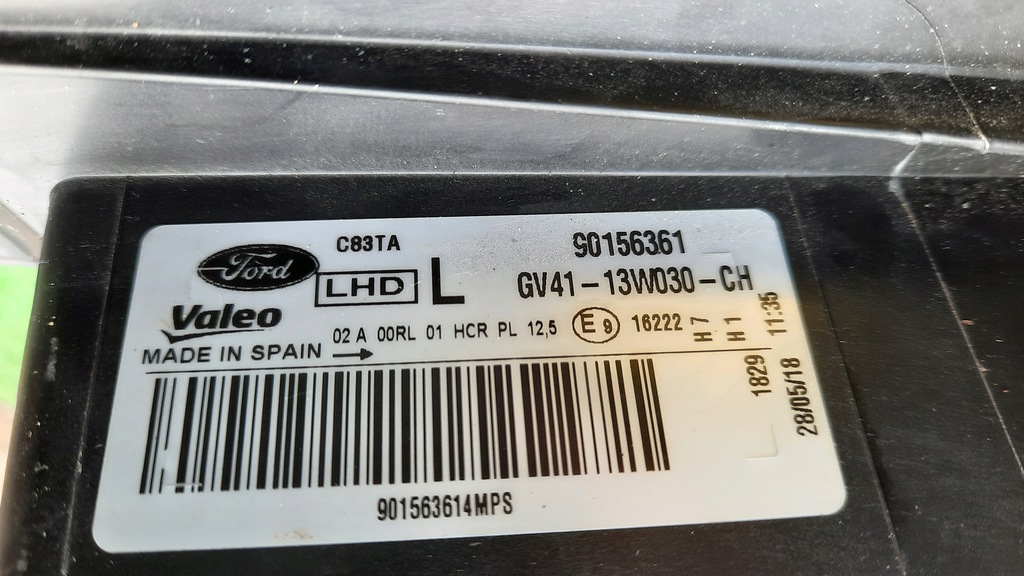 C83TA
90156361
Ford
LHD L
GV41-13W030-CH
Valeo
02 A 00RL 01 HCR PL 12,5 E9 16222
H7
H1
11:35
MADE IN SPAIN
1829
28/05/18
901563614MPS